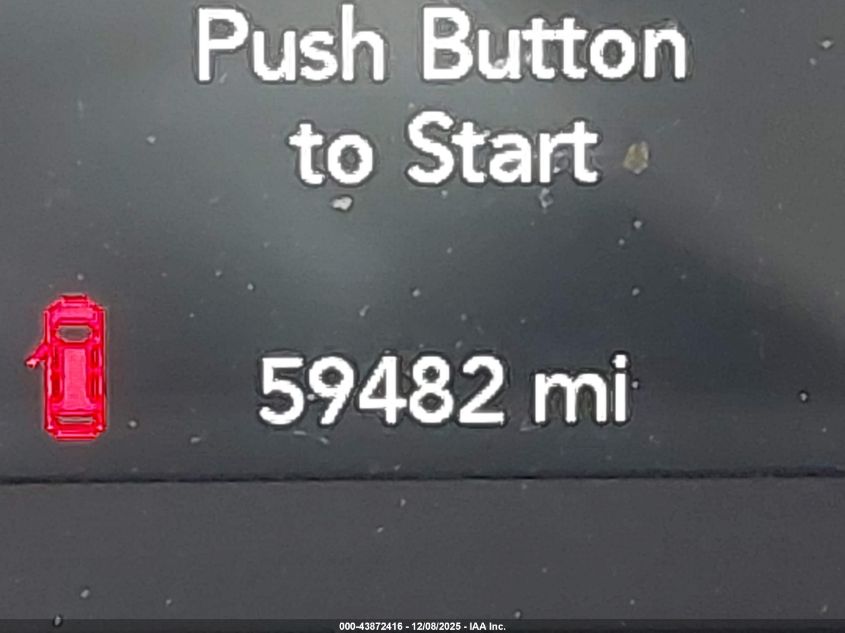 Push Button
to Start
59482 mi
000-43872416 - 12/08/2025 - IAA Inc.